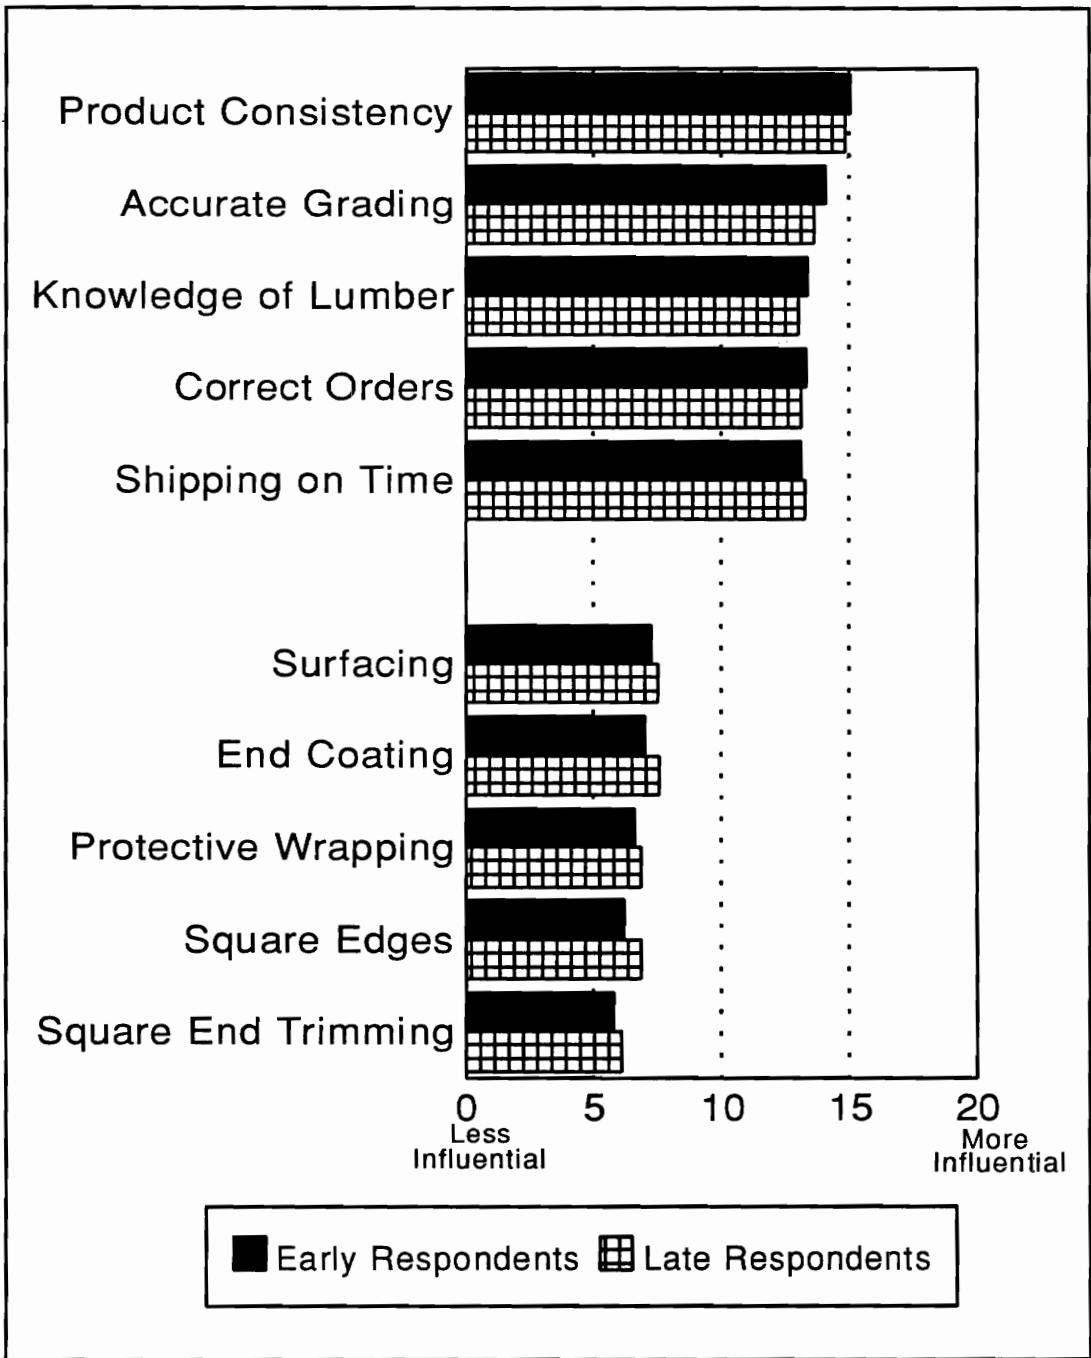 Product Consistency
Accurate Grading
Knowledge of Lumber
Correct Orders
Shipping on Time
Surfacing
End Coating
Protective Wrapping
Square Edges
Square End Trimming
0 5 10 15 20
Less
Influential
More
Influential
Early Respondents Late Respondents